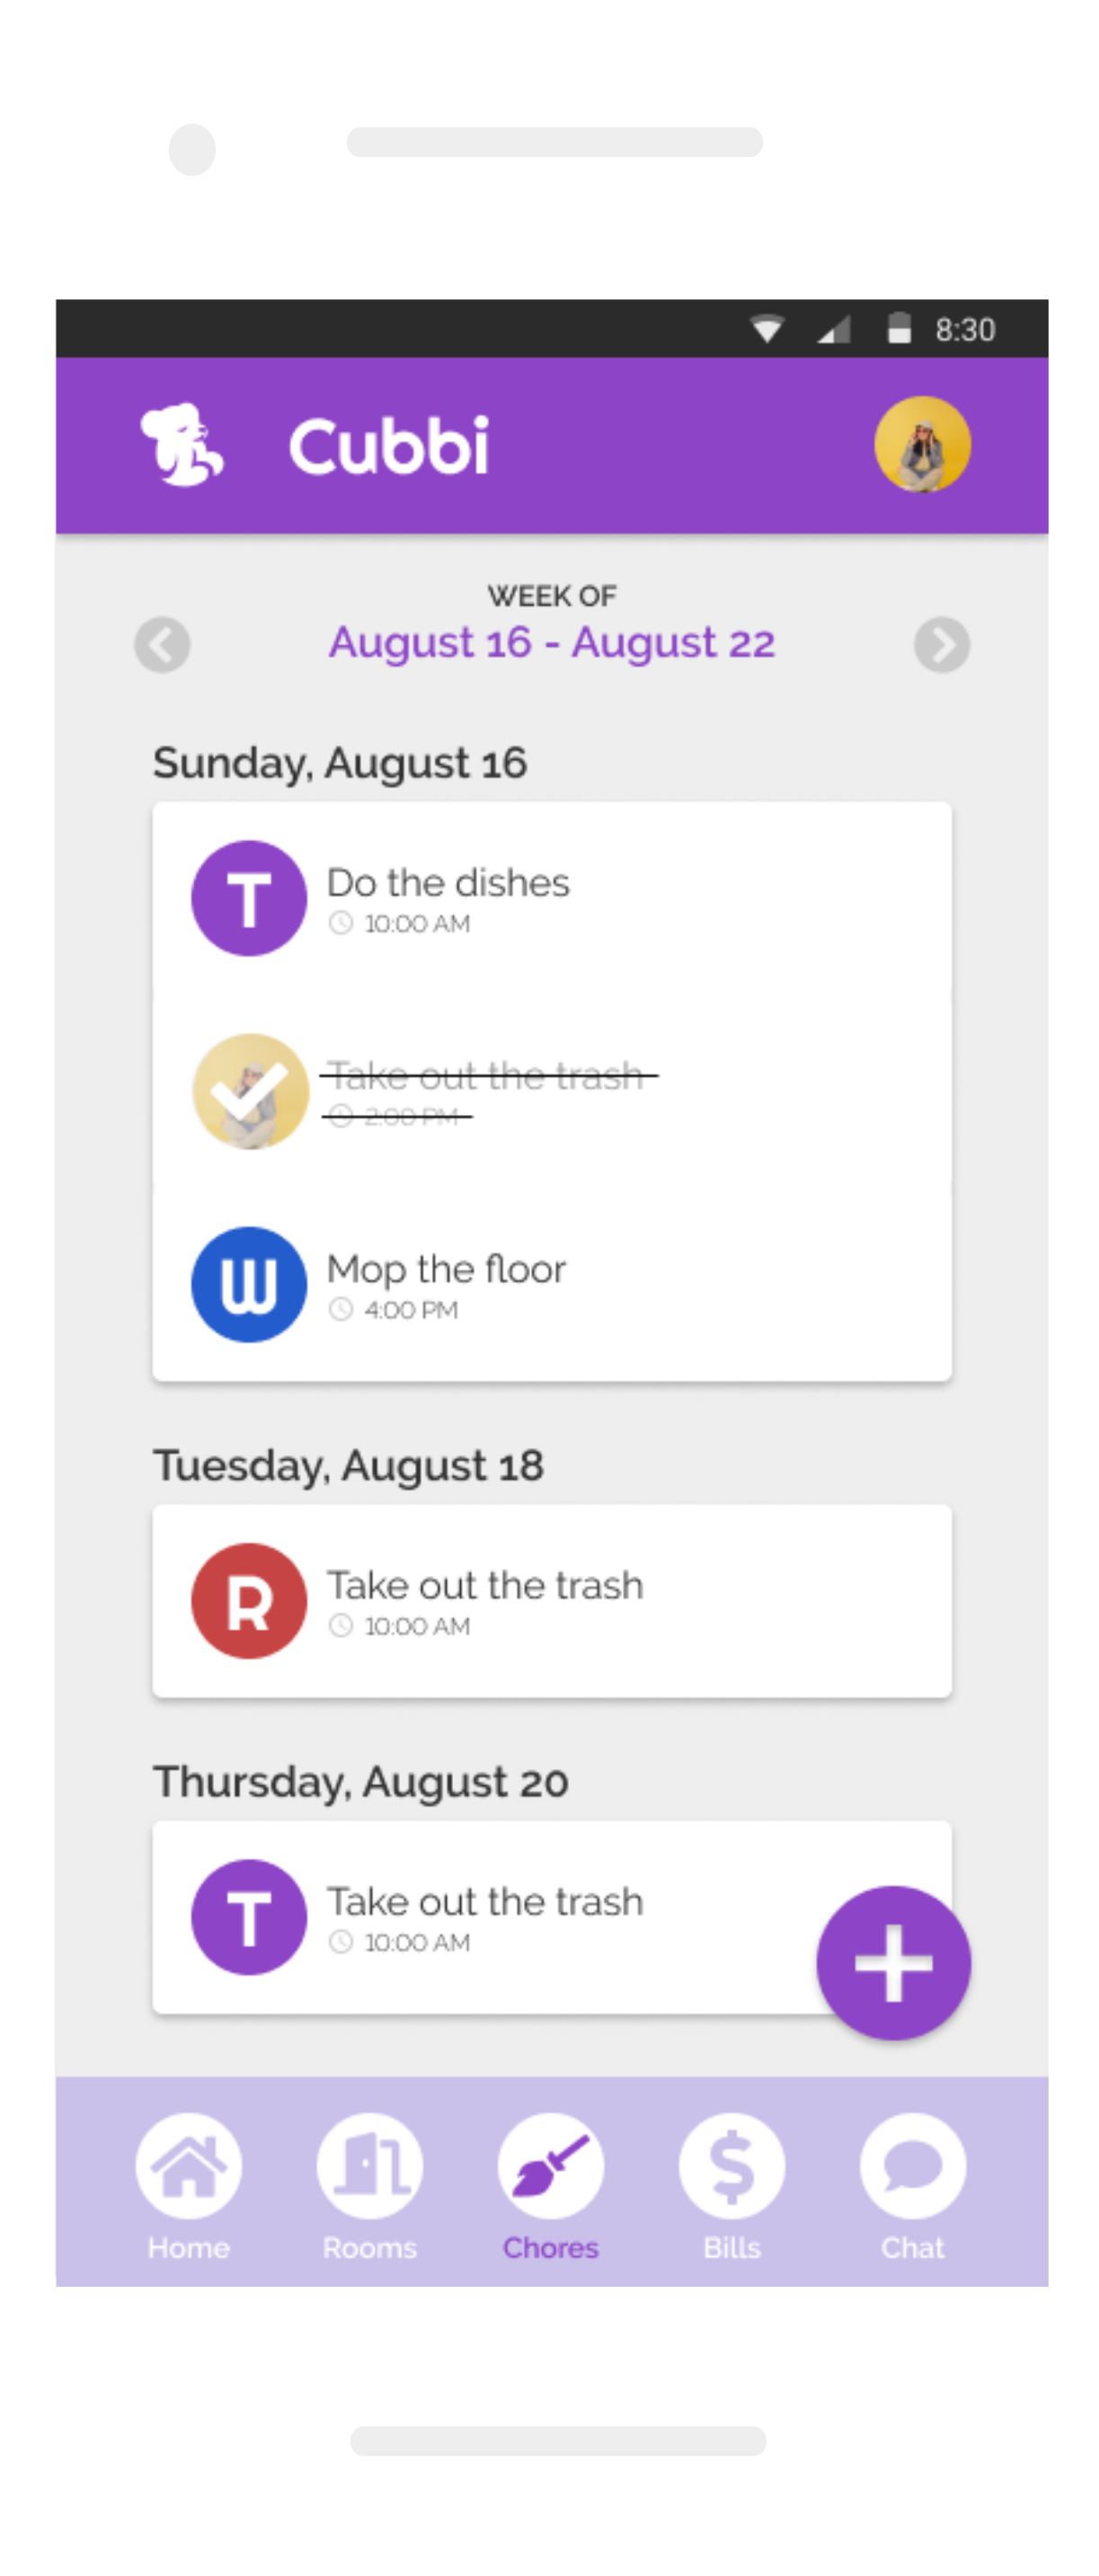 8:30
Cubbi
WEEK OF
August 16 - August 22
Sunday, August 16
T
Do the dishes
10:00 AM
Take out the trash
2:00 PM
W
Mop the floor
4:00 PM
Tuesday, August 18
R
Take out the trash
10:00 AM
Thursday, August 20
T
Take out the trash
10:00 AM
Home Rooms Chores Bills Chat